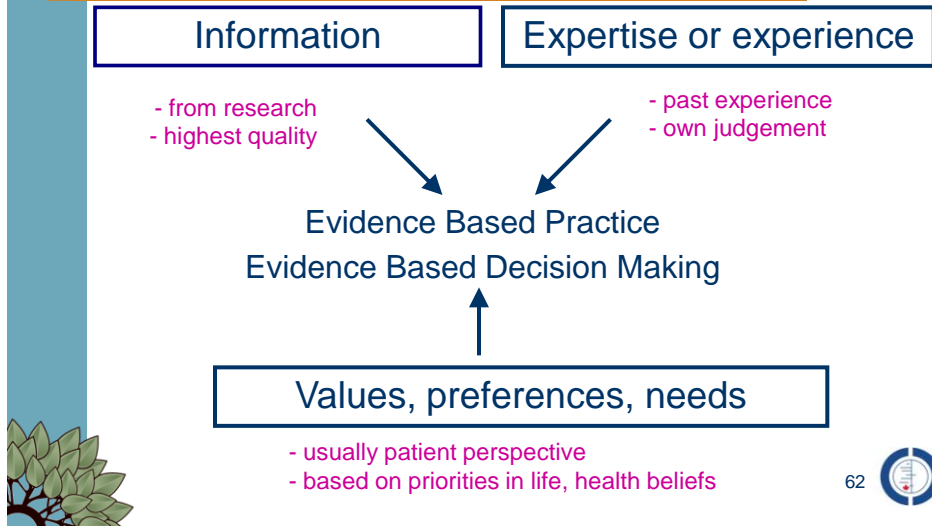 Information
Expertise or experience
- from research
- highest quality
- past experience
- own judgement
Evidence Based Practice
Evidence Based Decision Making
Values, preferences, needs
- usually patient perspective
- based on priorities in life, health beliefs
62